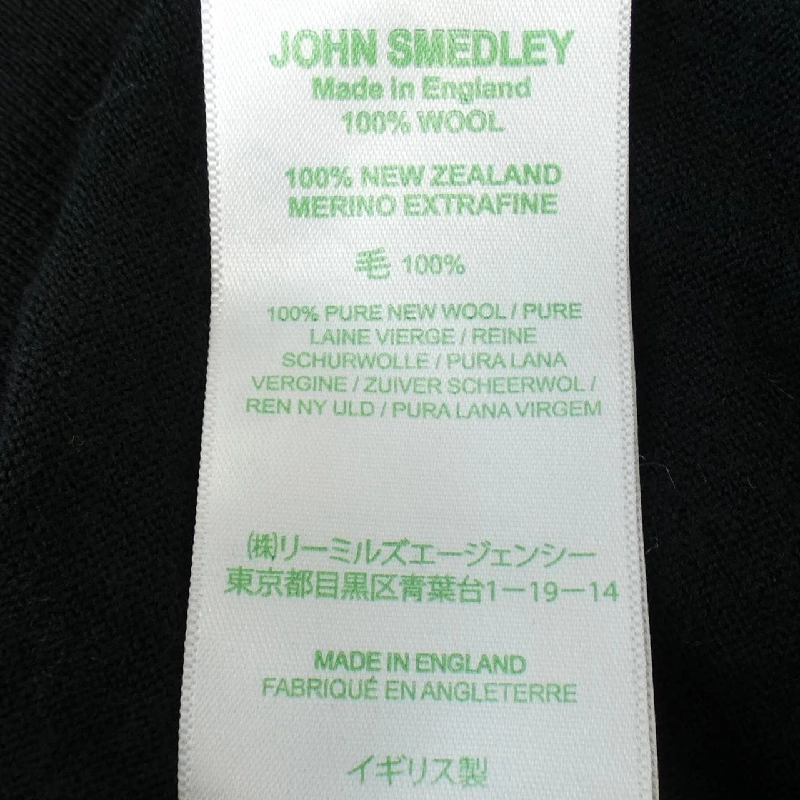 JOHN SMEDLEY
Made in England
100% WOOL
100% NEW ZEALAND
MERINO EXTRAFINE
毛 100%
100% PURE NEW WOOL / PURE
LAINE VIERGE / REINE
SCHURWOLLE / PURA LANA
VERGINE / ZUIVER SCHEERWOL /
REN NY ULD / PURA LANA VIRGEM
㈱リーミルズエージェンシー
東京都目黒区青葉台1ー19ー14
MADE IN ENGLAND
FABRIQUÉ EN ANGLETERRE
イギリス製